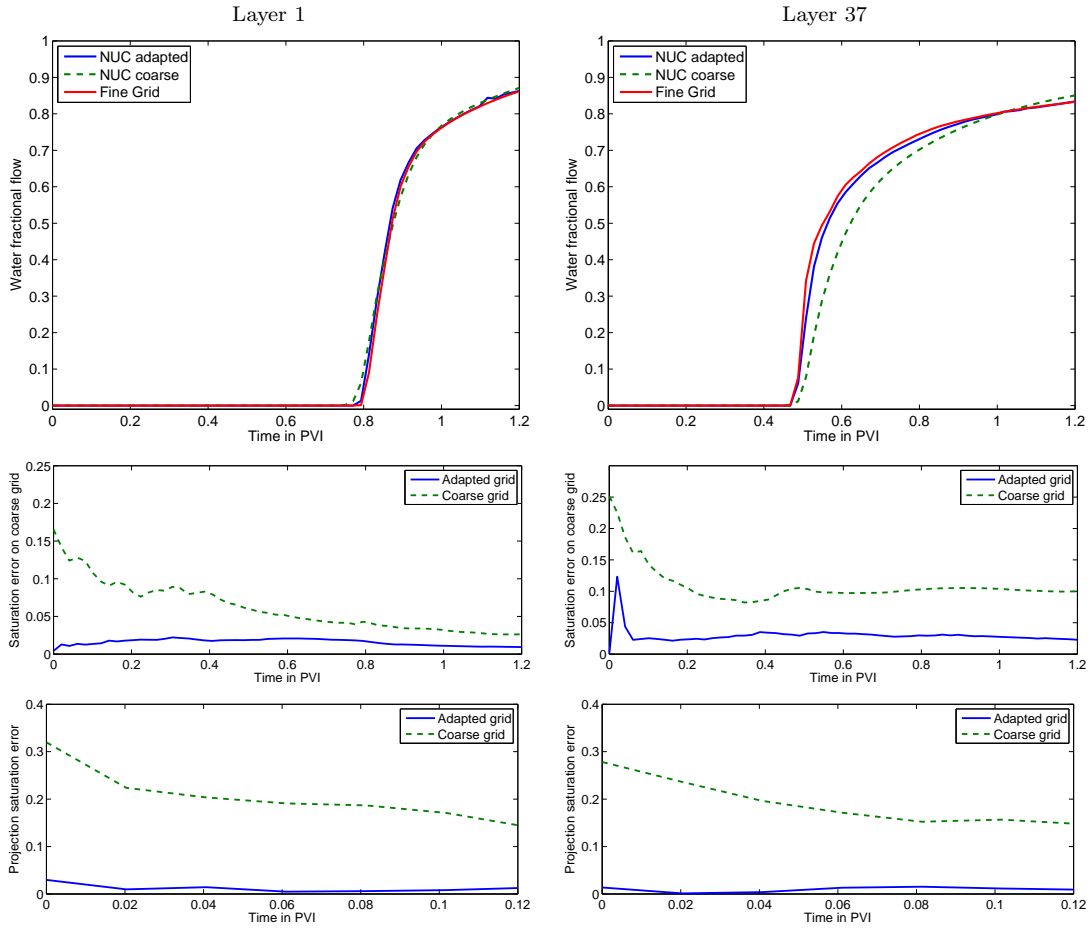 Layer 1
NUC adapted
NUC coarse
Fine Grid
Water fractional flow
1
0.9
0.8
0.7
0.6
0.5
0.4
0.3
0.2
0.1
0
0 0.2 0.4 0.6 0.8 1 1.2
Time in PVI
Layer 37
NUC adapted
NUC coarse
Fine Grid
Water fractional flow
1
0.9
0.8
0.7
0.6
0.5
0.4
0.3
0.2
0.1
0
0 0.2 0.4 0.6 0.8 1 1.2
Time in PVI
Adapted grid
Coarse grid
Saturation error on coarse grid
0.25
0.2
0.15
0.1
0.05
0
0 0.2 0.4 0.6 0.8 1 1.2
Time in PVI
Adapted grid
Coarse grid
Saturation error on coarse grid
0.25
0.2
0.15
0.1
0.05
0
0 0.2 0.4 0.6 0.8 1 1.2
Time in PVI
Adapted grid
Coarse grid
Projection saturation error
0.4
0.3
0.2
0.1
0
0 0.02 0.04 0.06 0.08 0.1 0.12
Time in PVI
Adapted grid
Coarse grid
Projection saturation error
0.4
0.3
0.2
0.1
0
0 0.02 0.04 0.06 0.08 0.1 0.12
Time in PVI